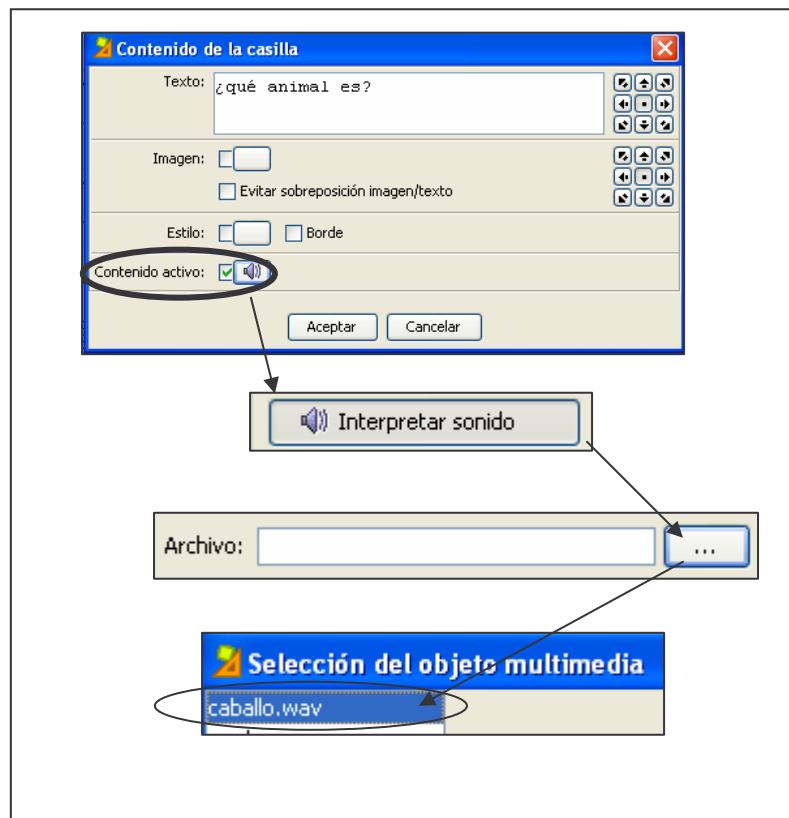 Contenido de la casilla
Texto: ¿qué animal es?
Imagen:
Evitar sobreposición imagen/texto
Estilo: Borde
Contenido activo:
Aceptar Cancelar
Interpretar sonido
Archivo: ...
Selección del objeto multimedia
caballo.wav